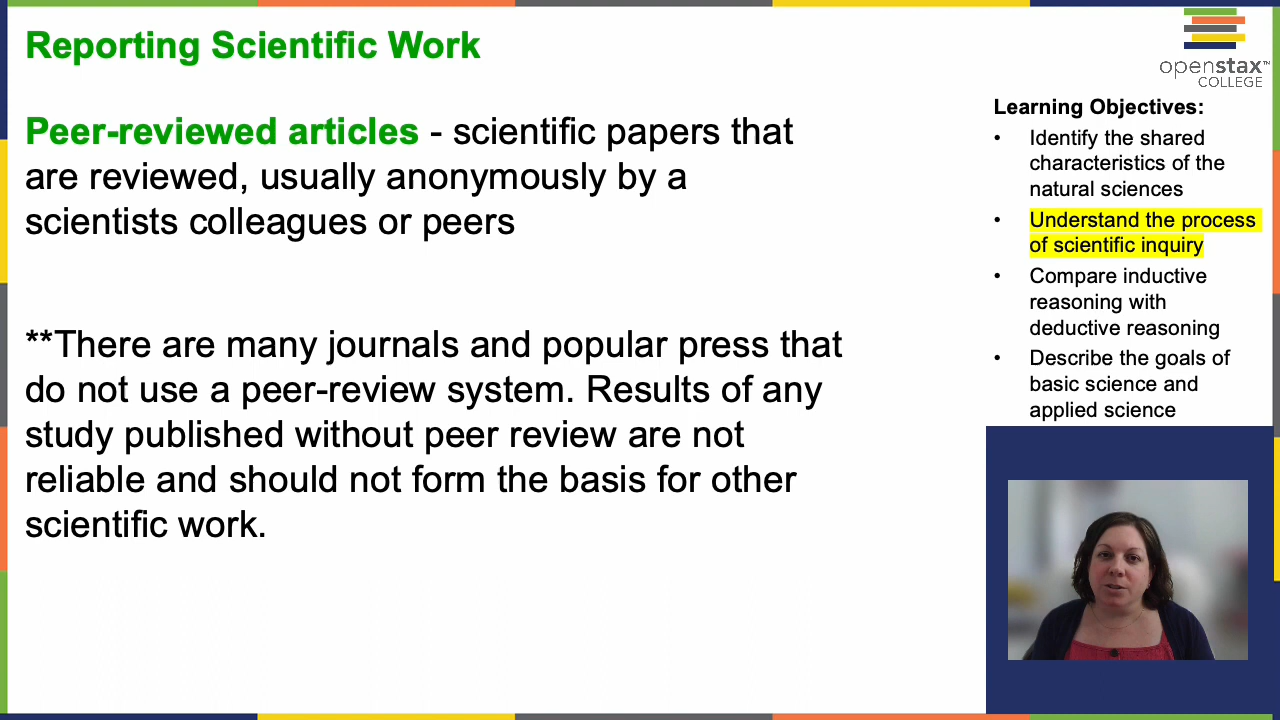 Reporting Scientific Work
Peer-reviewed articles - scientific papers that
are reviewed, usually anonymously by a
scientists colleagues or peers
**There are many journals and popular press that
do not use a peer-review system. Results of any
study published without peer review are not
reliable and should not form the basis for other
scientific work.
openstax™
COLLEGE
Learning Objectives:
• Identify the shared
characteristics of the
natural sciences
• Understand the process
of scientific inquiry
• Compare inductive
reasoning with
deductive reasoning
• Describe the goals of
basic science and
applied science